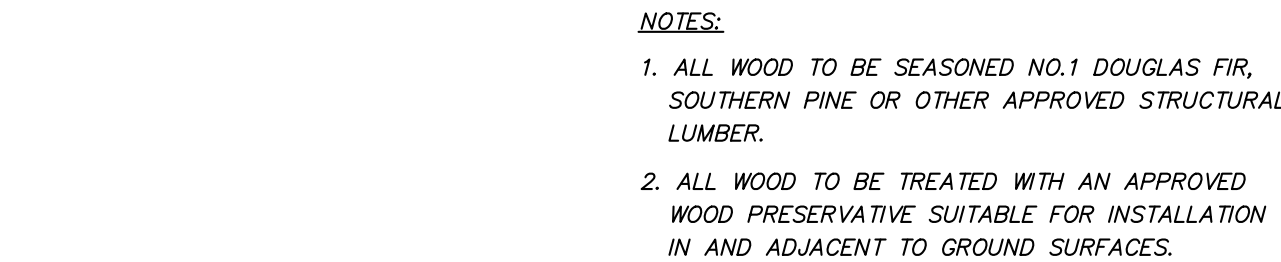 NOTES:
1. ALL WOOD TO BE SEASONED NO.1 DOUGLAS FIR,
SOUTHERN PINE OR OTHER APPROVED STRUCTURAL
LUMBER.
2. ALL WOOD TO BE TREATED WITH AN APPROVED
WOOD PRESERVATIVE SUITABLE FOR INSTALLATION
IN AND ADJACENT TO GROUND SURFACES.